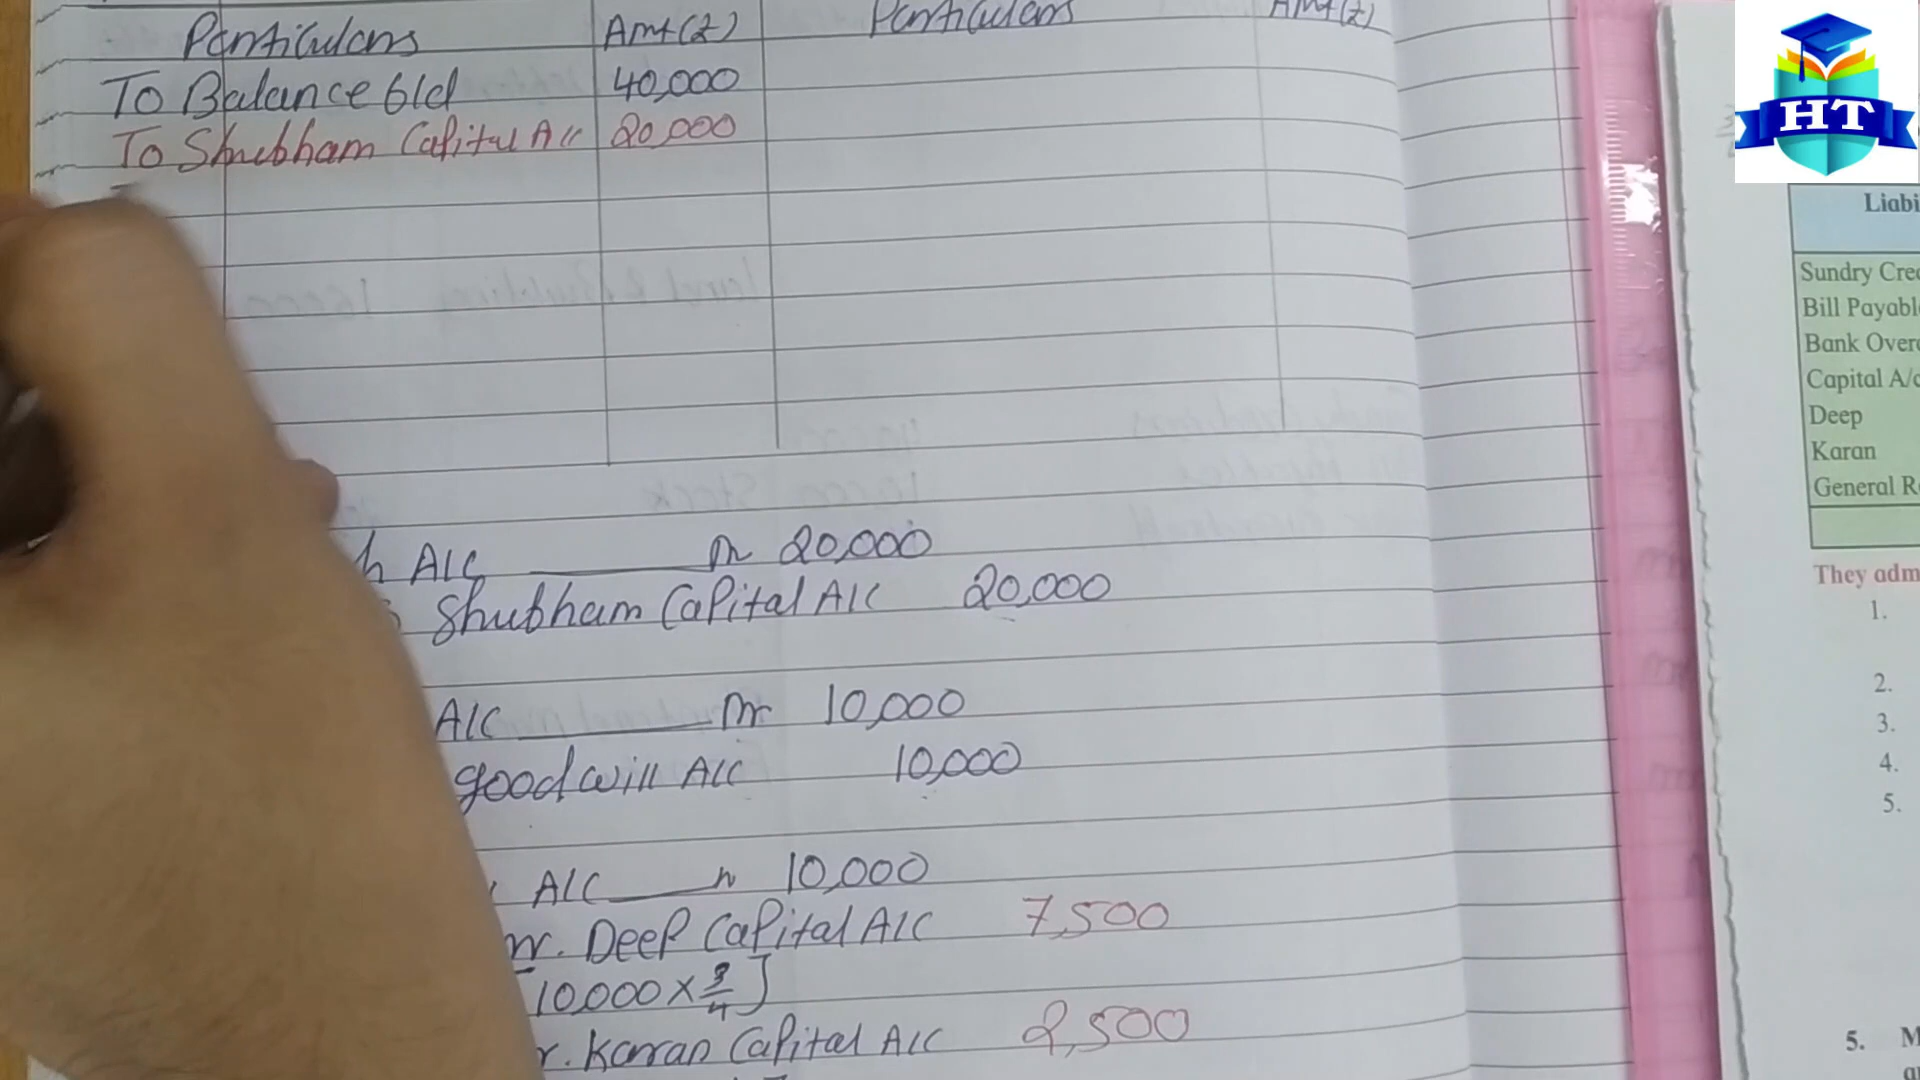 Particulars Amt(₹) Particulars Amt(₹)
To Balance b/d 40,000
To Shubham Capital A/c 20,000
h A/C Dr 20,000
Shubham Capital A/C 20,000
A/C Dr 10,000
goodwill A/C 10,000
A/C 10,000
Mr. Deep Capital A/C 7,500
10,000 × 3/4]
r. Karan Capital A/C 2,500
HT
Liabi
Sundry Cre
Bill Payabl
Bank Over
Capital A/c
Deep
Karan
General R
They adm
1.
2.
3.
4.
5.
5. M